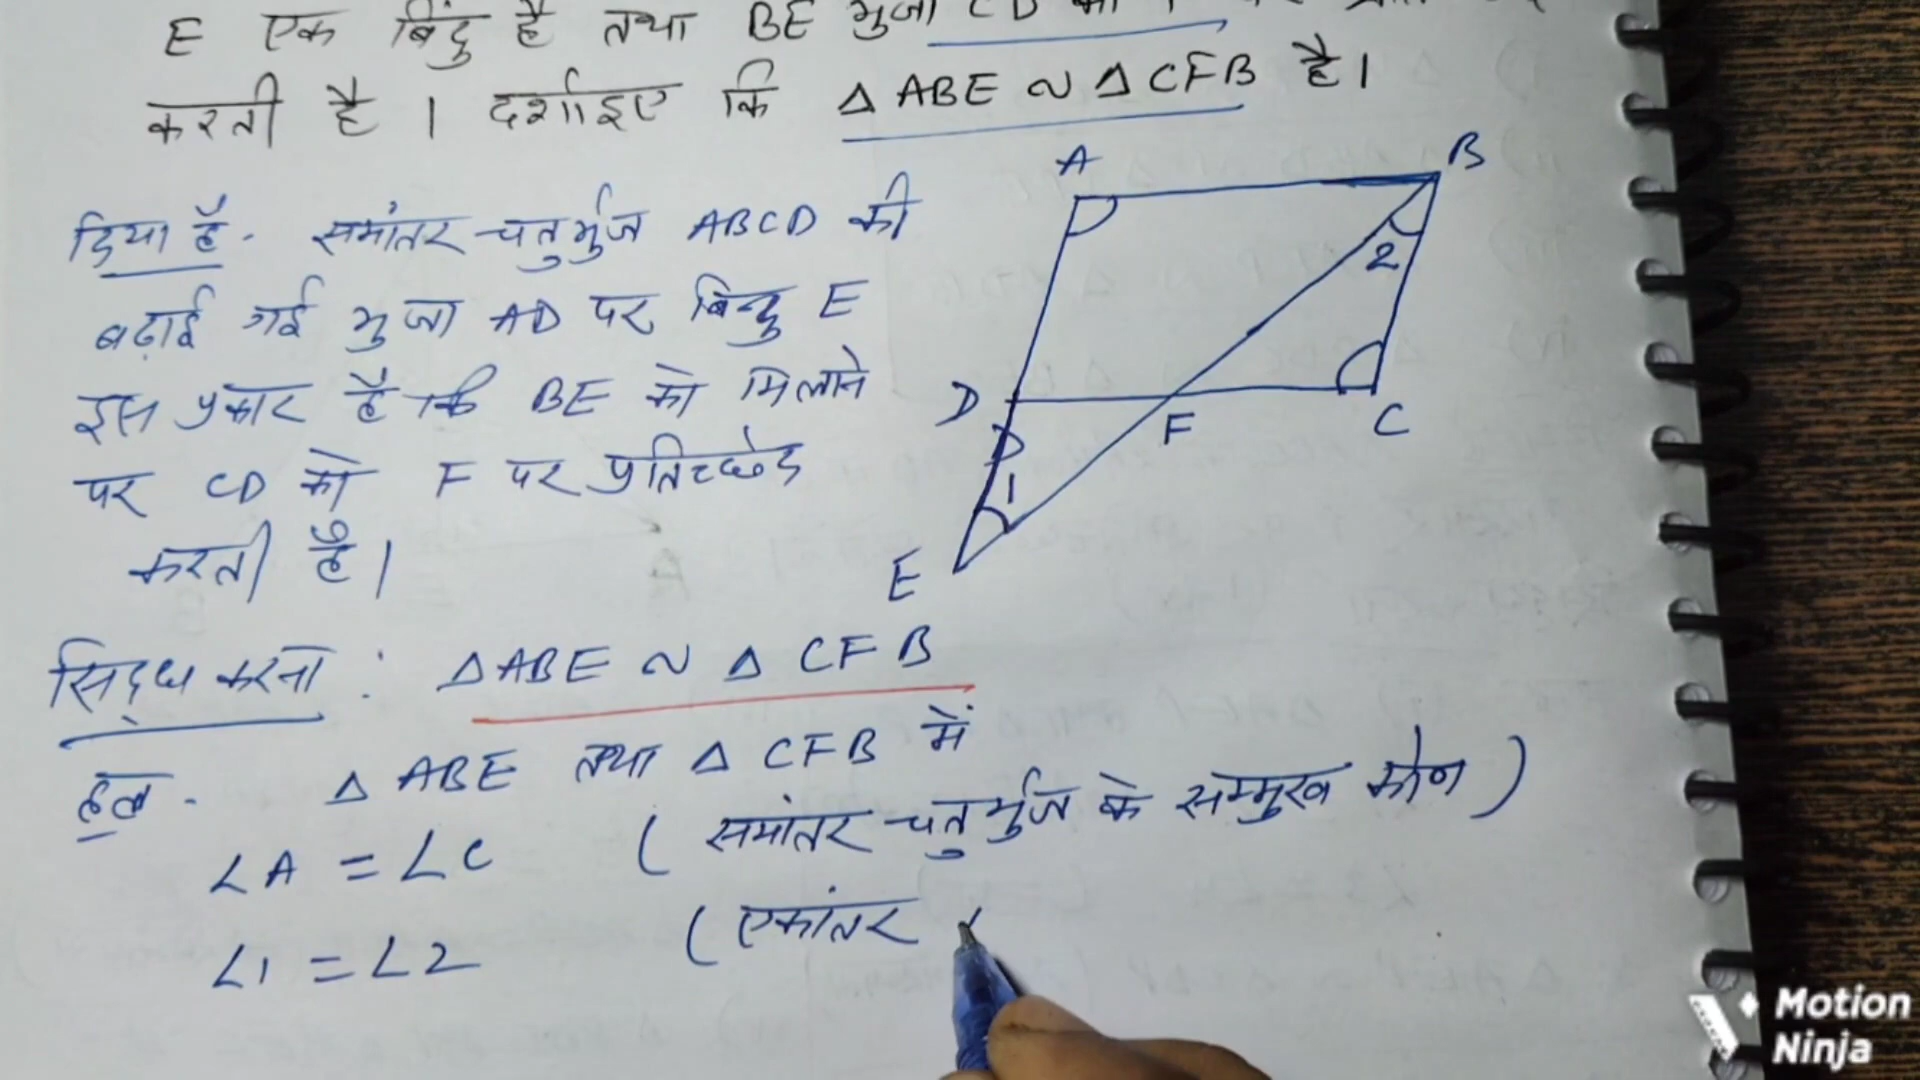 E एक बिंदु है तथा BE भुजा CD
करती है । दर्शाइए कि △ ABE ~ △ CFB है।
दिया है - समांतर चतुर्भुज ABCD की
बढ़ाई गई भुजा AD पर बिन्दु E
इस प्रकार है कि BE को मिलाने
पर CD को F पर प्रतिच्छेद
करती है ।
A
B
2
D
F
C
1
E
सिद्ध करना : △ ABE ~ △ CFB
हल - △ ABE तथा △ CFB में
∠A = ∠C ( समांतर चतुर्भुज के सम्मुख कोण )
∠1 = ∠2 ( एकांतर
Motion
Ninja